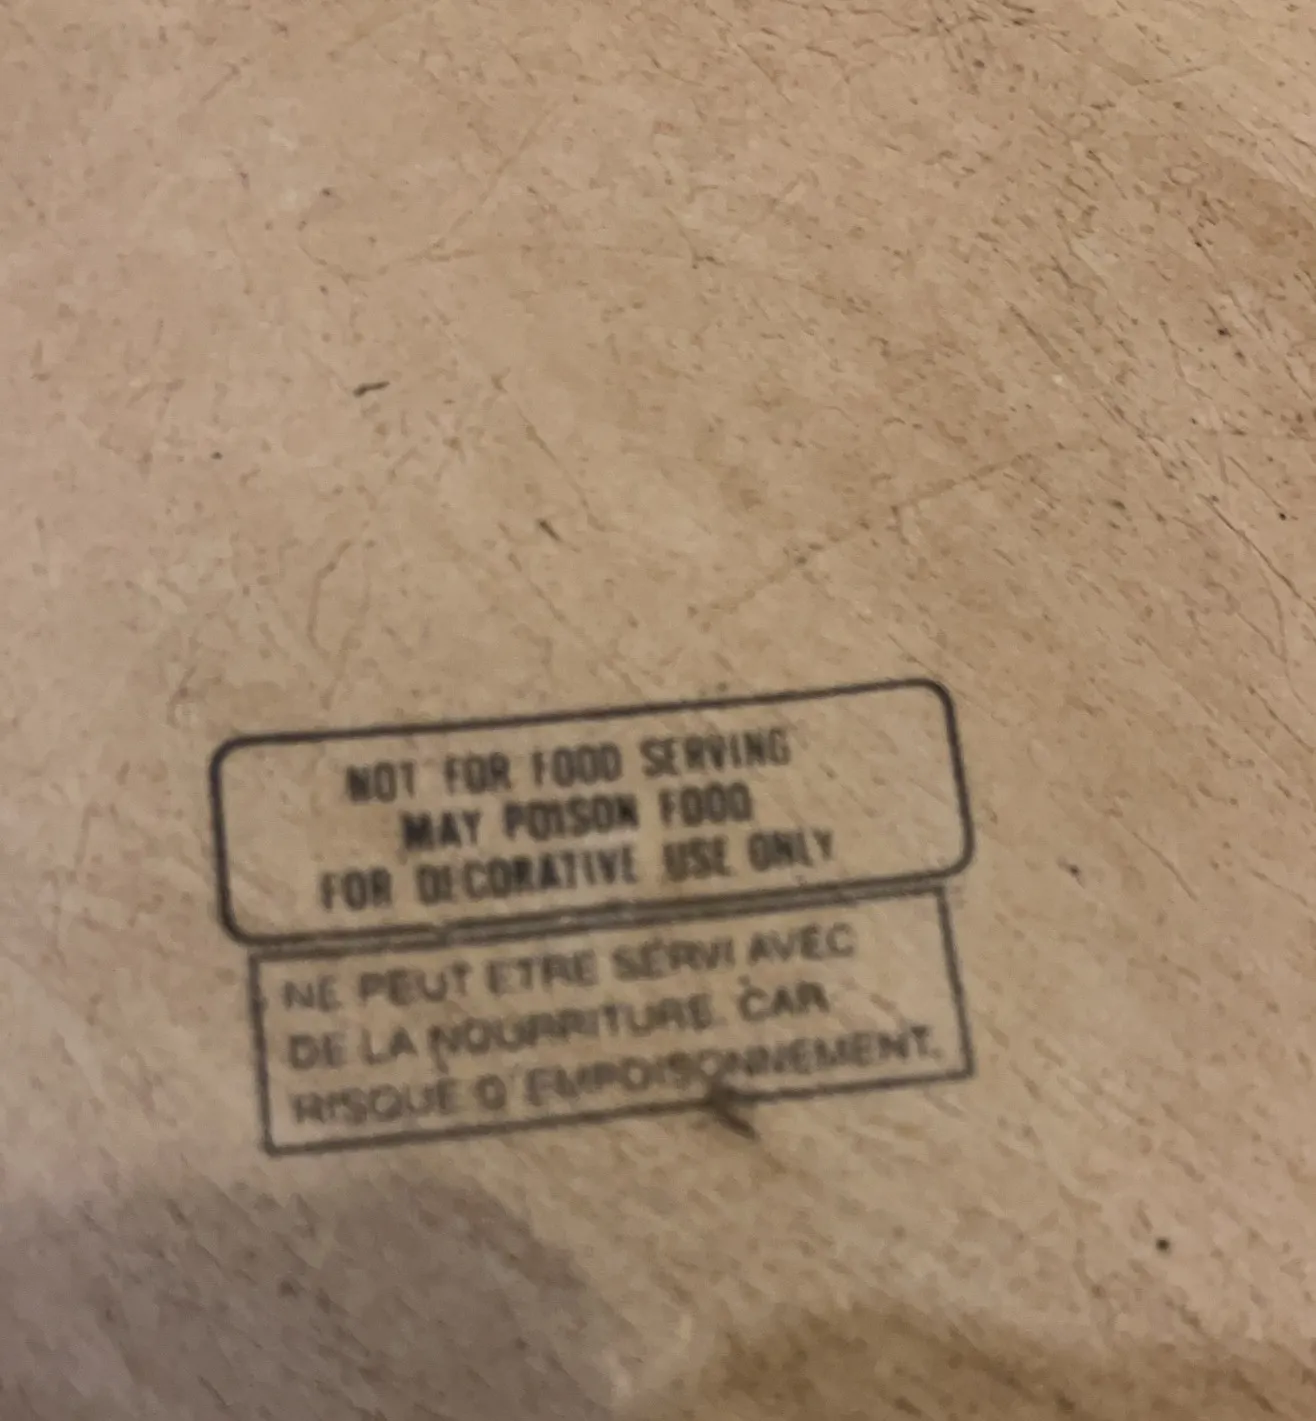 NOT FOR FOOD SERVING
MAY POISON FOOD
FOR DECORATIVE USE ONLY
NE PEUT ETRE SERVI AVEC
DE LA NOURRITURE. CAR
RISQUE D'EMPOISONNEMENT.